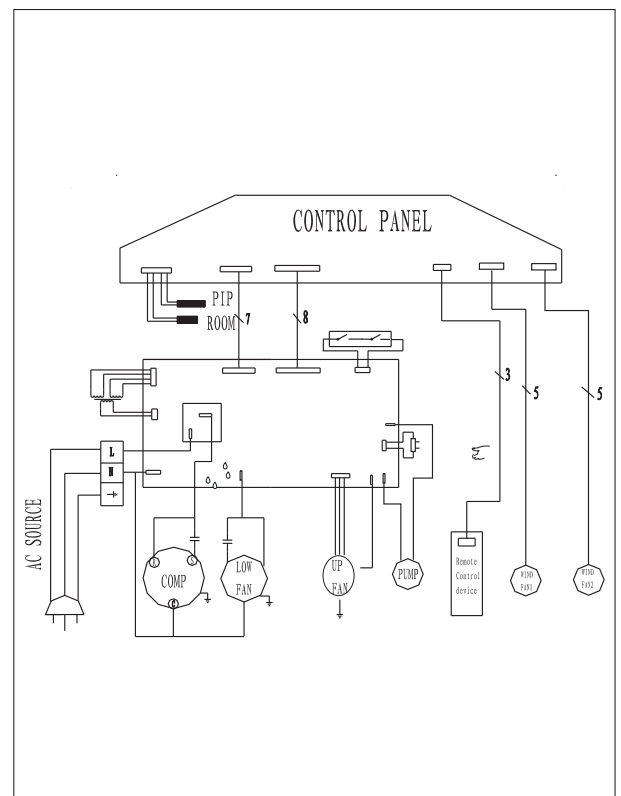 CONTROL PANEL
PIP
ROOM
7
8
3
5
5
L
N
AC SOURCE
COMP
S
C
LOW
FAN
UP
FAN
PUMP
Remote
Control
device
WIND
FAN1
WIND
FAN2